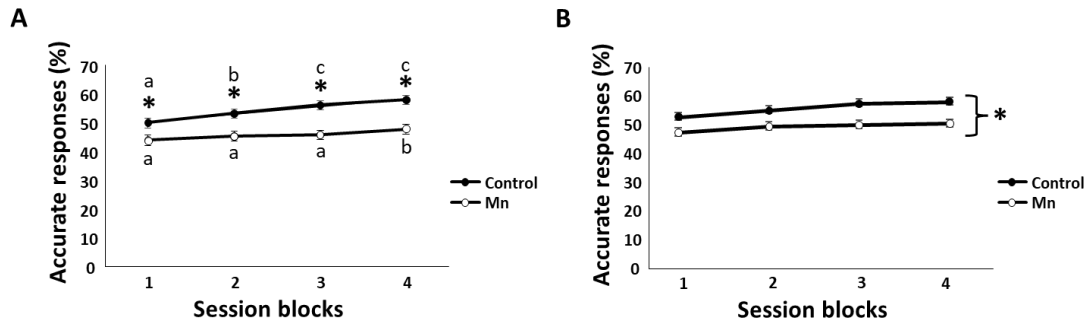 A
Accurate responses (%)
70
60
50
40
30
20
10
0
a b c c
* * * *
a a a b
1 2 3 4
Session blocks
Control
Mn
B
Accurate responses (%)
70
60
50
40
30
20
10
0
*
1 2 3 4
Session blocks
Control
Mn